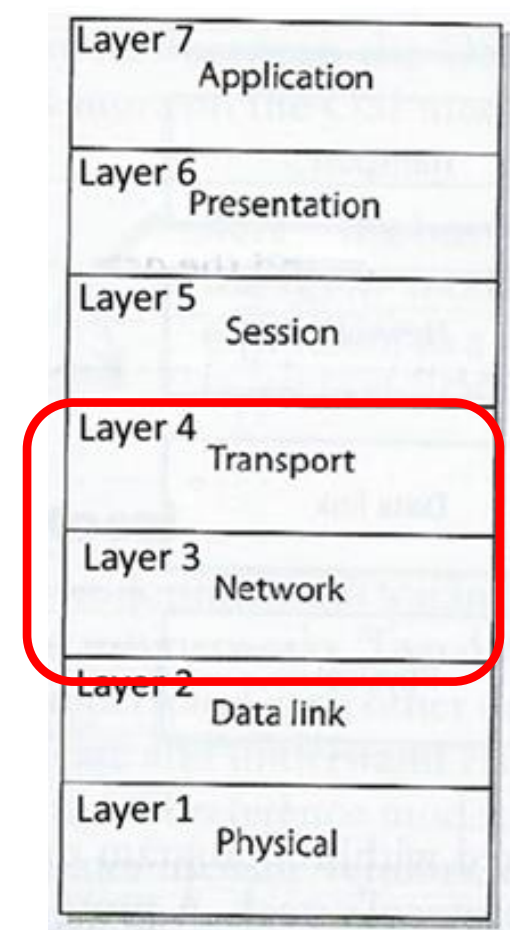 Layer 7
Application
Layer 6
Presentation
Layer 5
Session
Layer 4
Transport
Layer 3
Network
Layer 2
Data link
Layer 1
Physical